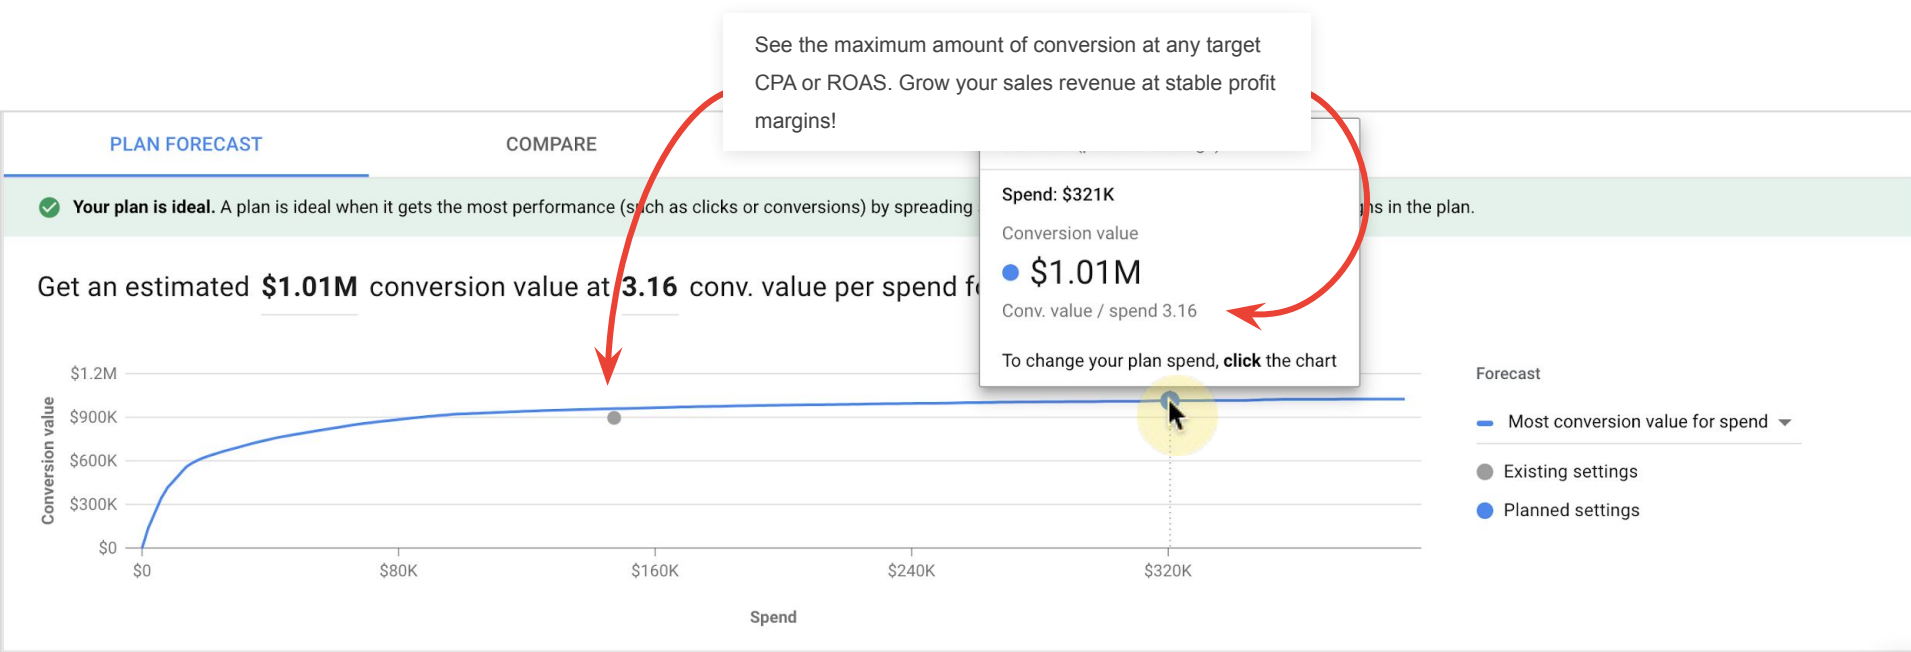 See the maximum amount of conversion at any target
CPA or ROAS. Grow your sales revenue at stable profit
margins!
PLAN FORECAST
COMPARE
Your plan is ideal. A plan is ideal when it gets the most performance (such as clicks or conversions) by spreading
in the plan.
Get an estimated $1.01M conversion value at 3.16 conv. value per spend
Spend: $321K
Conversion value
$1.01M
Conv. value / spend 3.16
To change your plan spend, click the chart
Conversion value
$1.2M
$900K
$600K
$300K
$0
$0
$80K
$160K
$240K
$320K
Spend
Forecast
Most conversion value for spend
Existing settings
Planned settings